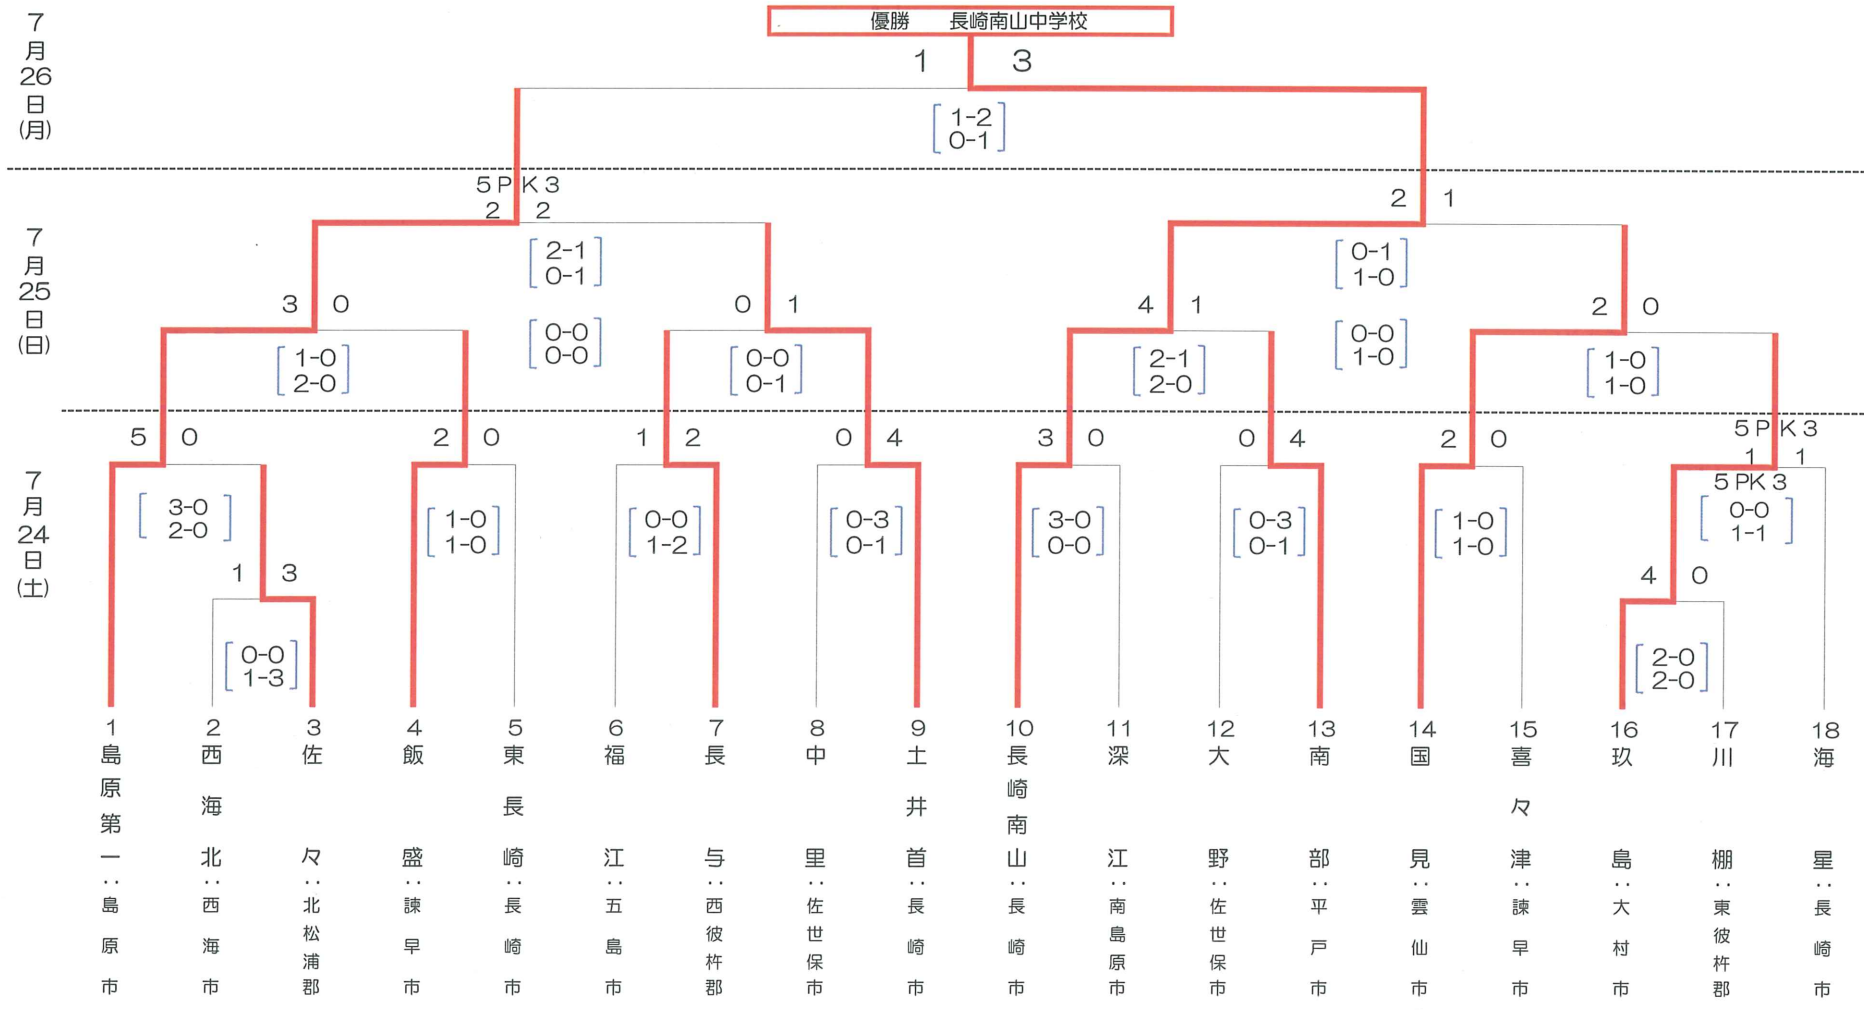 優勝 長崎南山中学校
7月26日(月)
1 3
1-2
0-1
5 PK 3
2 2
2 1
7月25日(日)
2-1
0-1
0-1
1-0
3 0
0 1
4 1
2 0
0-0
0-0
0-0
1-0
1-0
2-0
0-0
0-1
2-1
2-0
1-0
1-0
5 0
2 0
1 2
0 4
3 0
0 4
2 0
5 PK 3
1 1
5 PK 3
7月24日(土)
3-0
2-0
1-0
1-0
0-0
1-2
0-3
0-1
3-0
0-0
0-3
0-1
1-0
1-0
0-0
1-1
1 3
4 0
0-0
1-3
2-0
2-0
1 島原第一:島原市
2 西海北:西海市
3 佐々:北松浦郡
4 飯盛:諫早市
5 東長崎:長崎市
6 福江:五島市
7 長与:西彼杵郡
8 中里:佐世保市
9 土井首:長崎市
10 長崎南山:長崎市
11 深江:南島原市
12 大野:佐世保市
13 南部:平戸市
14 国見:雲仙市
15 喜々津:諫早市
16 玖島:大村市
17 川棚:東彼杵郡
18 海星:長崎市